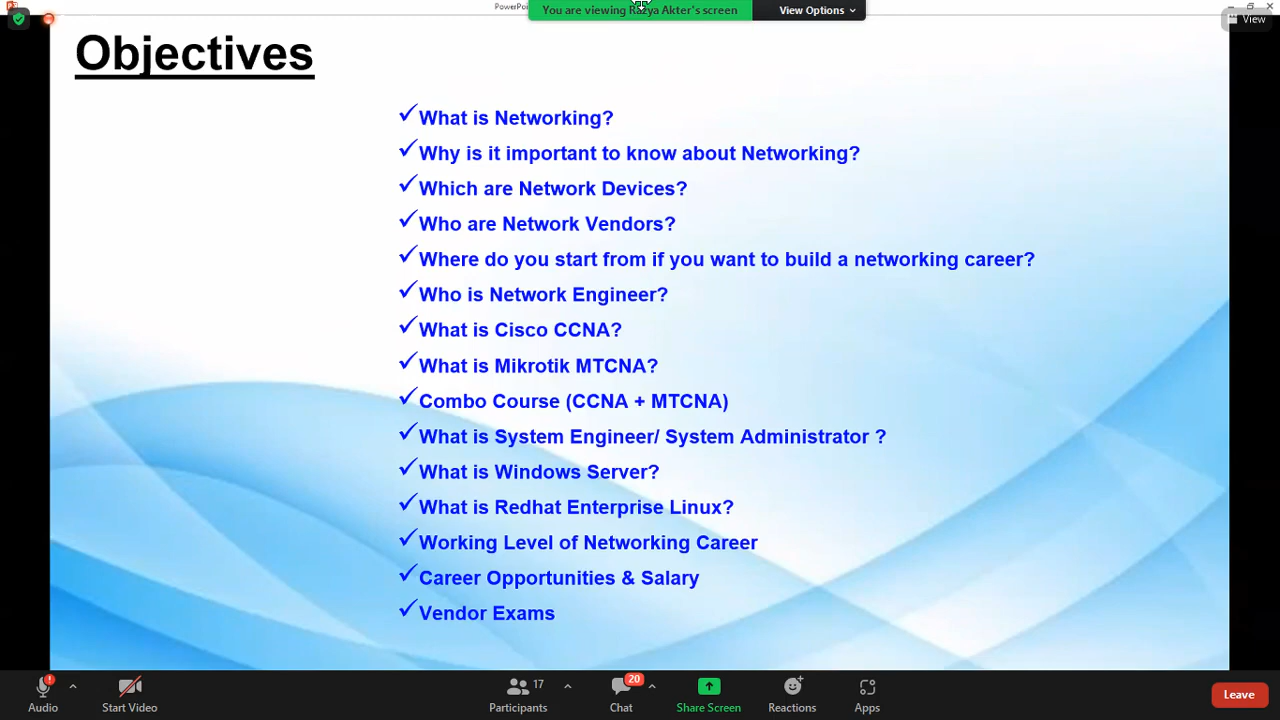 PowerPoi
You are viewing Razya Akter's screen
View Options
View
Objectives
✓What is Networking?
✓Why is it important to know about Networking?
✓Which are Network Devices?
✓Who are Network Vendors?
✓Where do you start from if you want to build a networking career?
✓Who is Network Engineer?
✓What is Cisco CCNA?
✓What is Mikrotik MTCNA?
✓Combo Course (CCNA + MTCNA)
✓What is System Engineer/ System Administrator ?
✓What is Windows Server?
✓What is Redhat Enterprise Linux?
✓Working Level of Networking Career
✓Career Opportunities & Salary
✓Vendor Exams
Audio
Start Video
17
Participants
20
Chat
Share Screen
Reactions
Apps
Leave